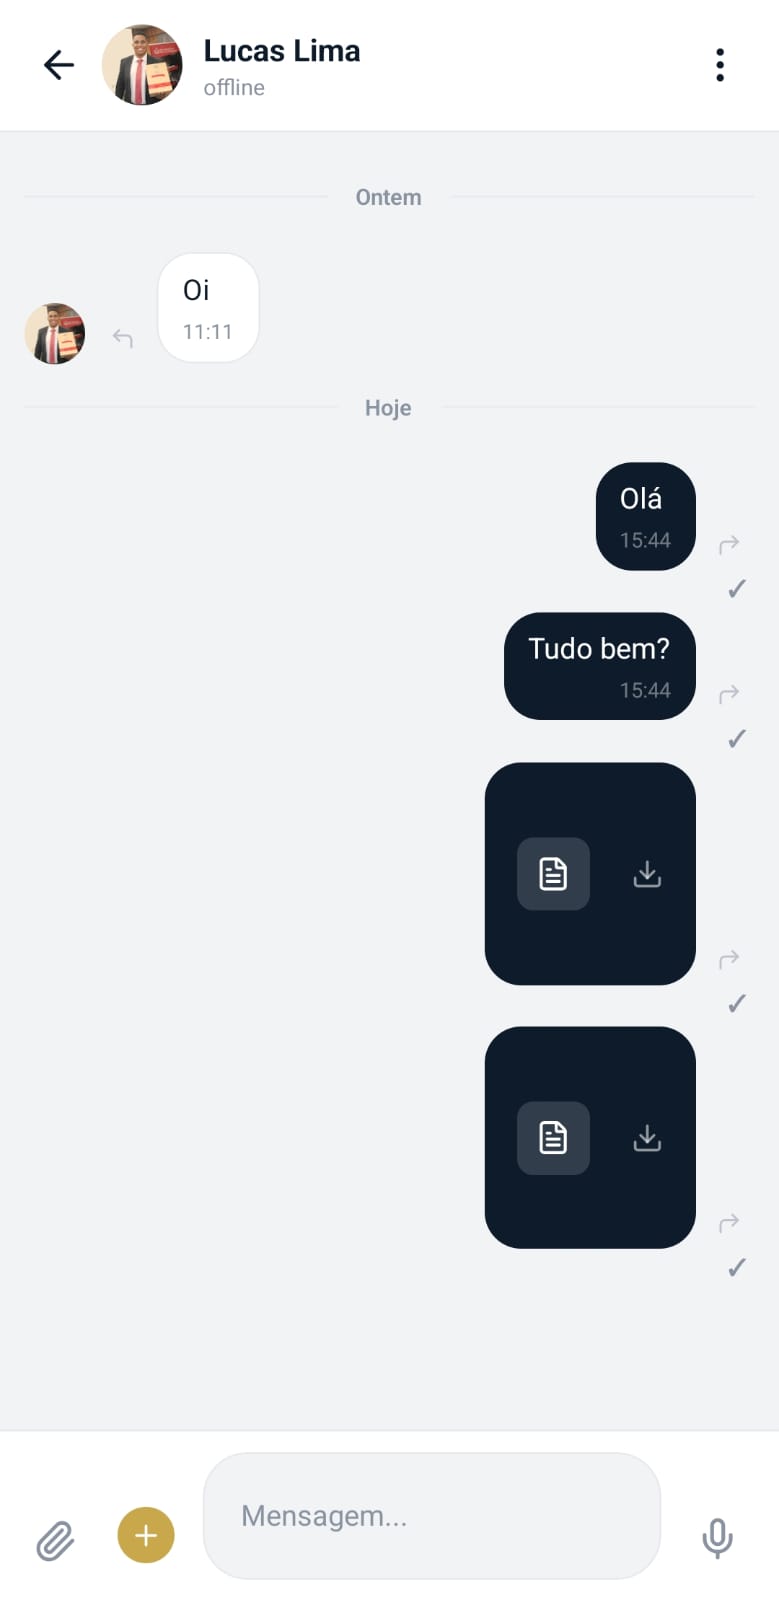 Lucas Lima
offline
Ontem
Oi
11:11
Hoje
Olá
15:44
Tudo bem?
15:44
Mensagem...